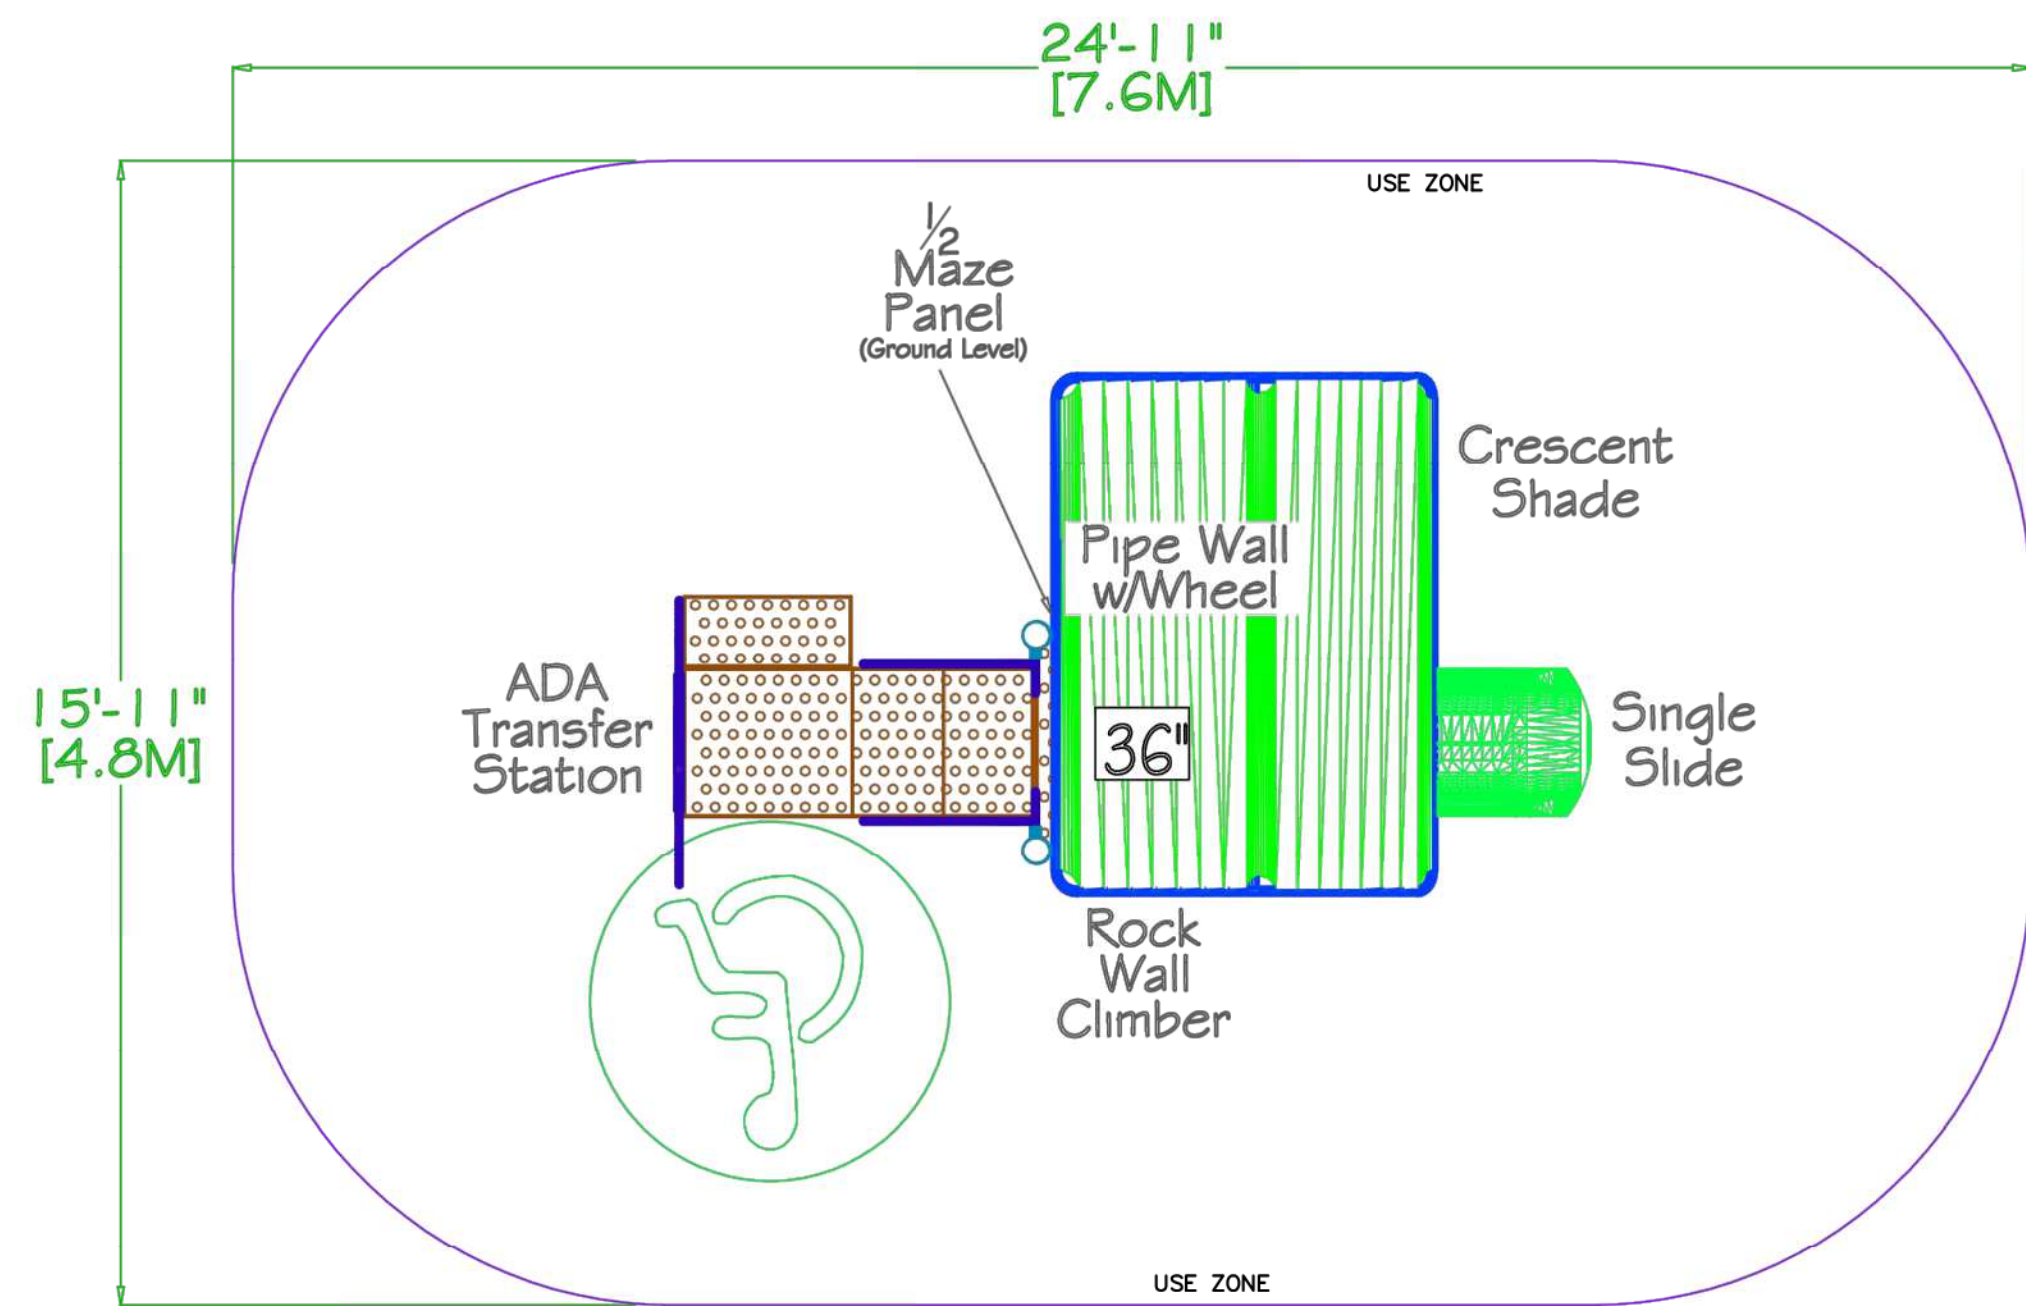 24'-11"
[7.6M]
USE ZONE
1/2
Maze
Panel
(Ground Level)
Crescent
Shade
Pipe Wall
w/Wheel
ADA
Transfer
Station
15'-11"
[4.8M]
36"
Single
Slide
Rock
Wall
Climber
USE ZONE